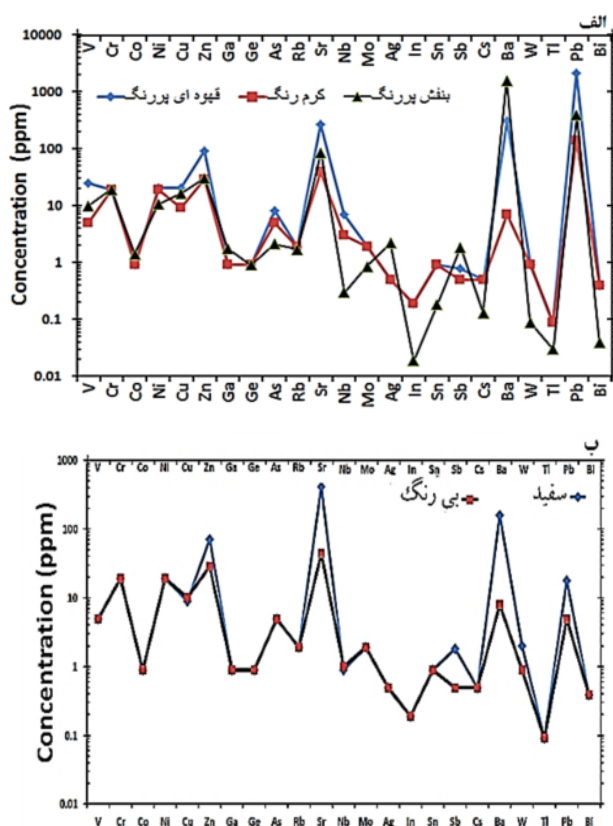 الف
V Cr Co Ni Cu Zn Ga Ge As Rb Sr Nb Mo Ag In Sn Sb Cs Ba W Tl Pb Bi
10000
1000
100
10
1
0.1
0.01
Concentration (ppm)
قهوه ای پررنگ
کرم رنگ
بنفش پررنگ
V Cr Co Ni Cu Zn Ga Ge As Rb Sr Nb Mo Ag In Sn Sb Cs Ba W Tl Pb Bi
ب
V Cr Co Ni Cu Zn Ga Ge As Rb Sr Nb Mo Ag In Sn Sb Cs Ba W Tl Pb Bi
1000
100
10
1
0.1
0.01
Concentration (ppm)
بی رنگ
سفید
V Cr Co Ni Cu Zn Ga Ge As Rb Sr Nb Mo Ag In Sn Sb Cs Ba W Tl Pb Bi